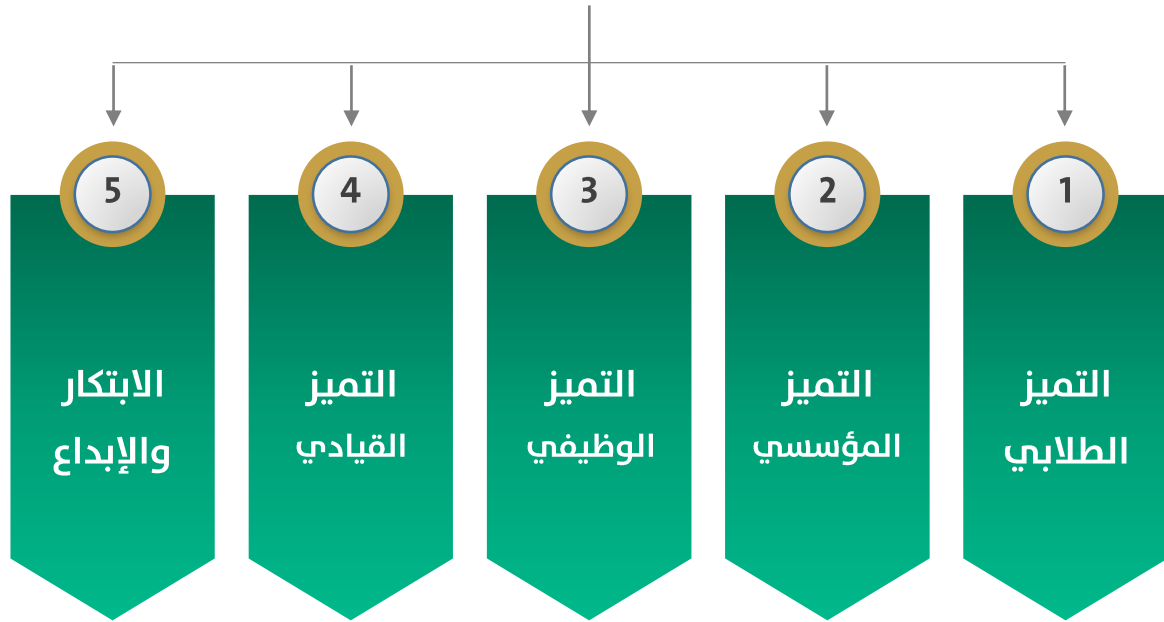 1
التميز
الطلابي
2
التميز
المؤسسي
3
التميز
الوظيفي
4
التميز
القيادي
5
الابتكار
والإبداع